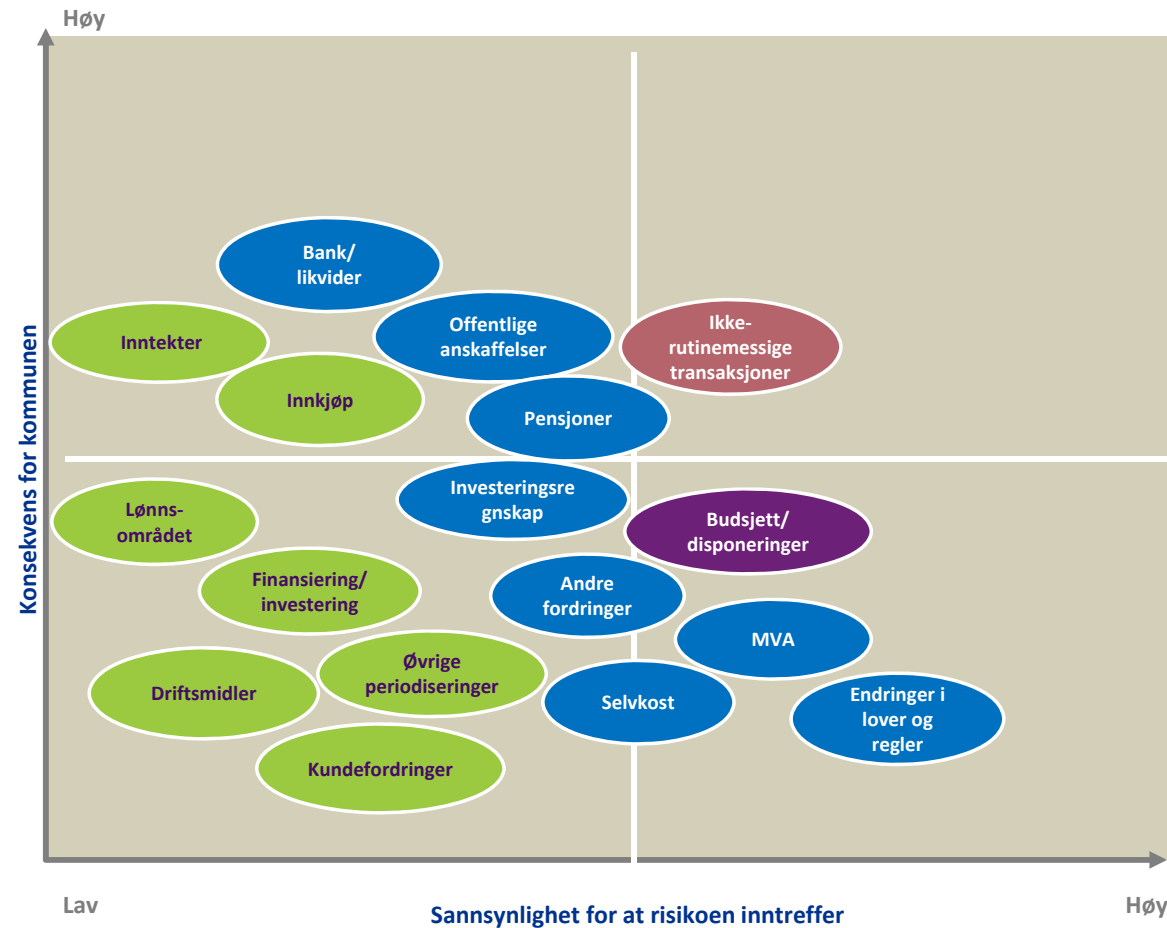 Høy
Konsekvens for kommunen
Bank/
likvider
Inntekter
Offentlige
anskaffelser
Ikke-
rutinemessige
transaksjoner
Innkjøp
Pensjoner
Investeringsre
gnskap
Lønns-
området
Budsjett/
disponeringer
Finansiering/
investering
Andre
fordringer
MVA
Øvrige
periodiseringer
Driftsmidler
Selvkost
Endringer i
lover og
regler
Kundefordringer
Lav
Sannsynlighet for at risikoen inntreffer
Høy